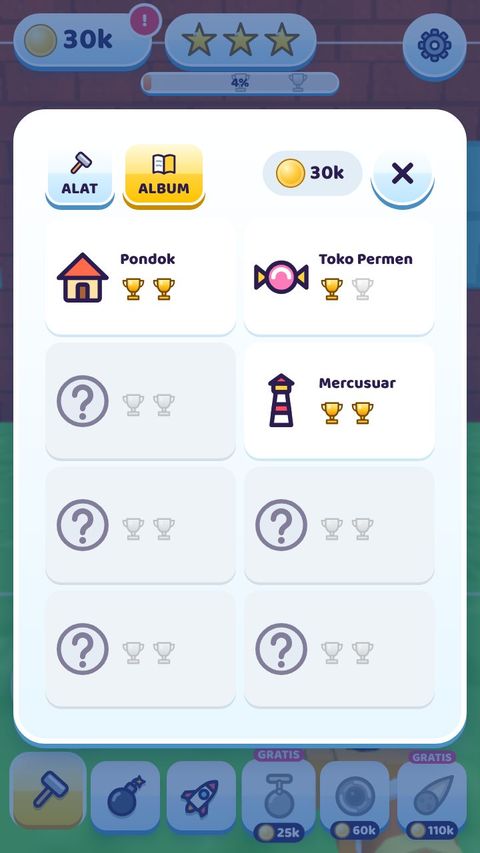 30k
!
4%
ALAT
ALBUM
30k
Pondok
Toko Permen
?
Mercusuar
?
?
?
?
GRATIS
GRATIS
25k
60k
110k